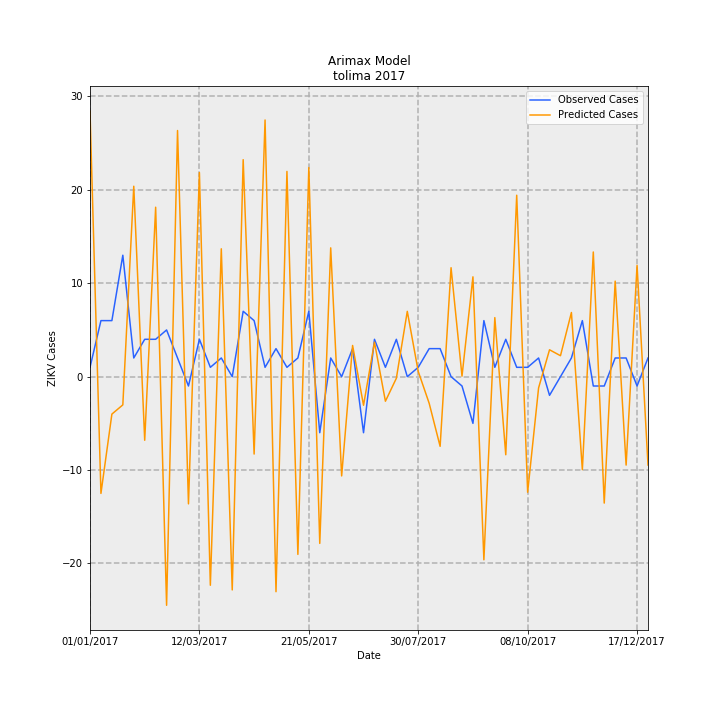 Arimax Model
tolima 2017
Observed Cases
Predicted Cases
ZIKV Cases
30
20
10
0
−10
−20
01/01/2017 12/03/2017 21/05/2017 30/07/2017 08/10/2017 17/12/2017
Date